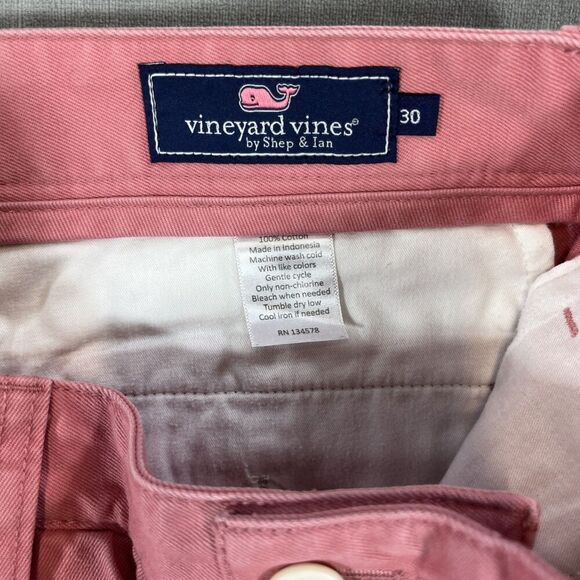 vineyard vines®
by Shep & Ian
30
100% Cotton
Made in Indonesia
Machine wash cold
With like colors
Gentle cycle
Only non-chlorine
Bleach when needed
Tumble dry low
Cool iron if needed
RN 134578